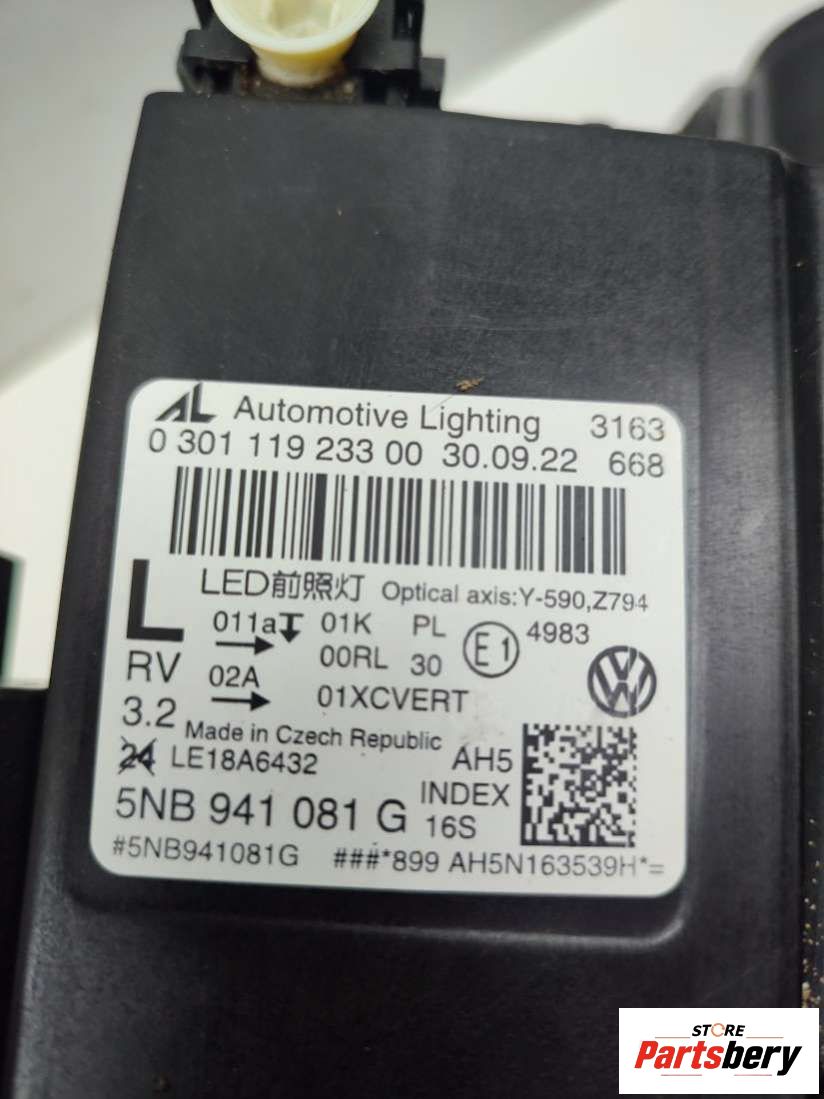 AL Automotive Lighting 3163
0 301 119 233 00 30.09.22 668
LED前照灯 Optical axis:Y-590,Z794
L 011a 01K PL E1 4983
00RL 30
RV 02A 01XCVERT
3.2 Made in Czech Republic
24 LE18A6432 AH5
5NB 941 081 G INDEX
16S
#5NB941081G ###*899 AH5N163539H*=
STORE
Partsbery